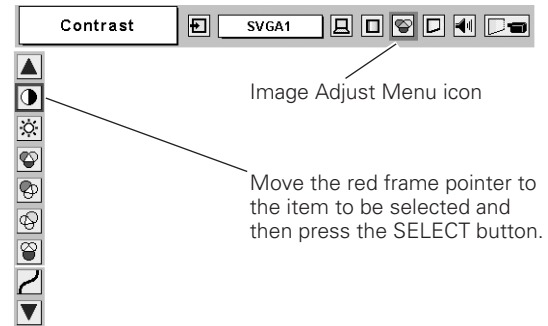 Contrast
SVGA1
Image Adjust Menu icon
Move the red frame pointer to
the item to be selected and
then press the SELECT button.